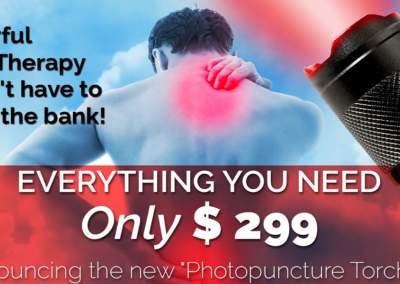 rful
Therapy
't have to
the bank!
EVERYTHING YOU NEED
Only $ 299
ouncing the new "Photopuncture Torch